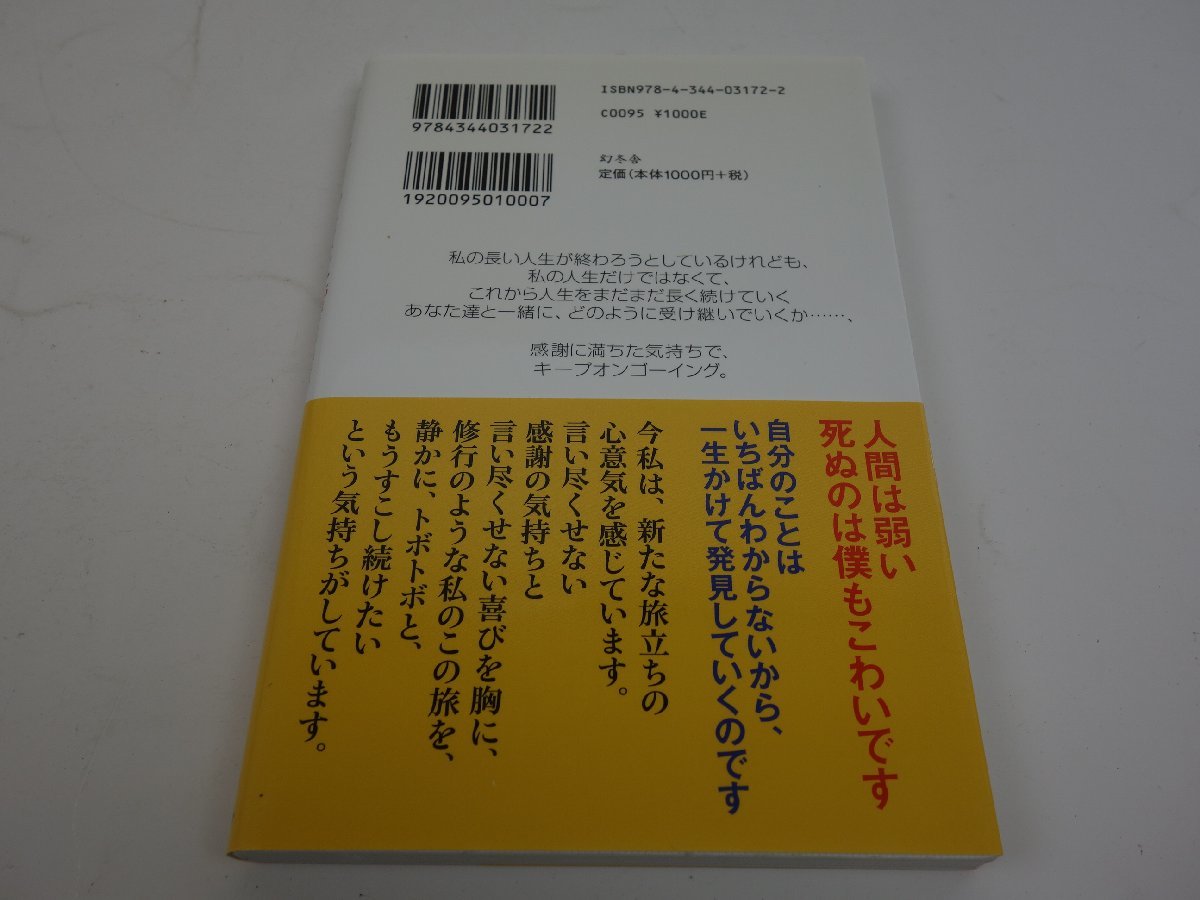 ISBN978-4-344-03172-2
C0095 ¥1000E
9784344031722
幻冬舎
定価(本体1000円+税)
1920095010007
私の長い人生が終わろうとしているけれども、
私の人生だけではなくて、
これから人生をまだまだ長く続けていく
あなた達と一緒に、どのように受け継いでいくか……、
感謝に満ちた気持ちで、
キープオンゴーイング。
人間は弱い
死ぬのは僕もこわいです
自分のことは
いちばんわからないから、
一生かけて発見していくのです
今私は、新たな旅立ちの
心意気を感じています。
言い尽くせない
感謝の気持ちと
言い尽くせない喜びを胸に、
修行のような私のこの旅を、
静かに、トボトボと、
もうすこし続けたい
という気持ちがしています。